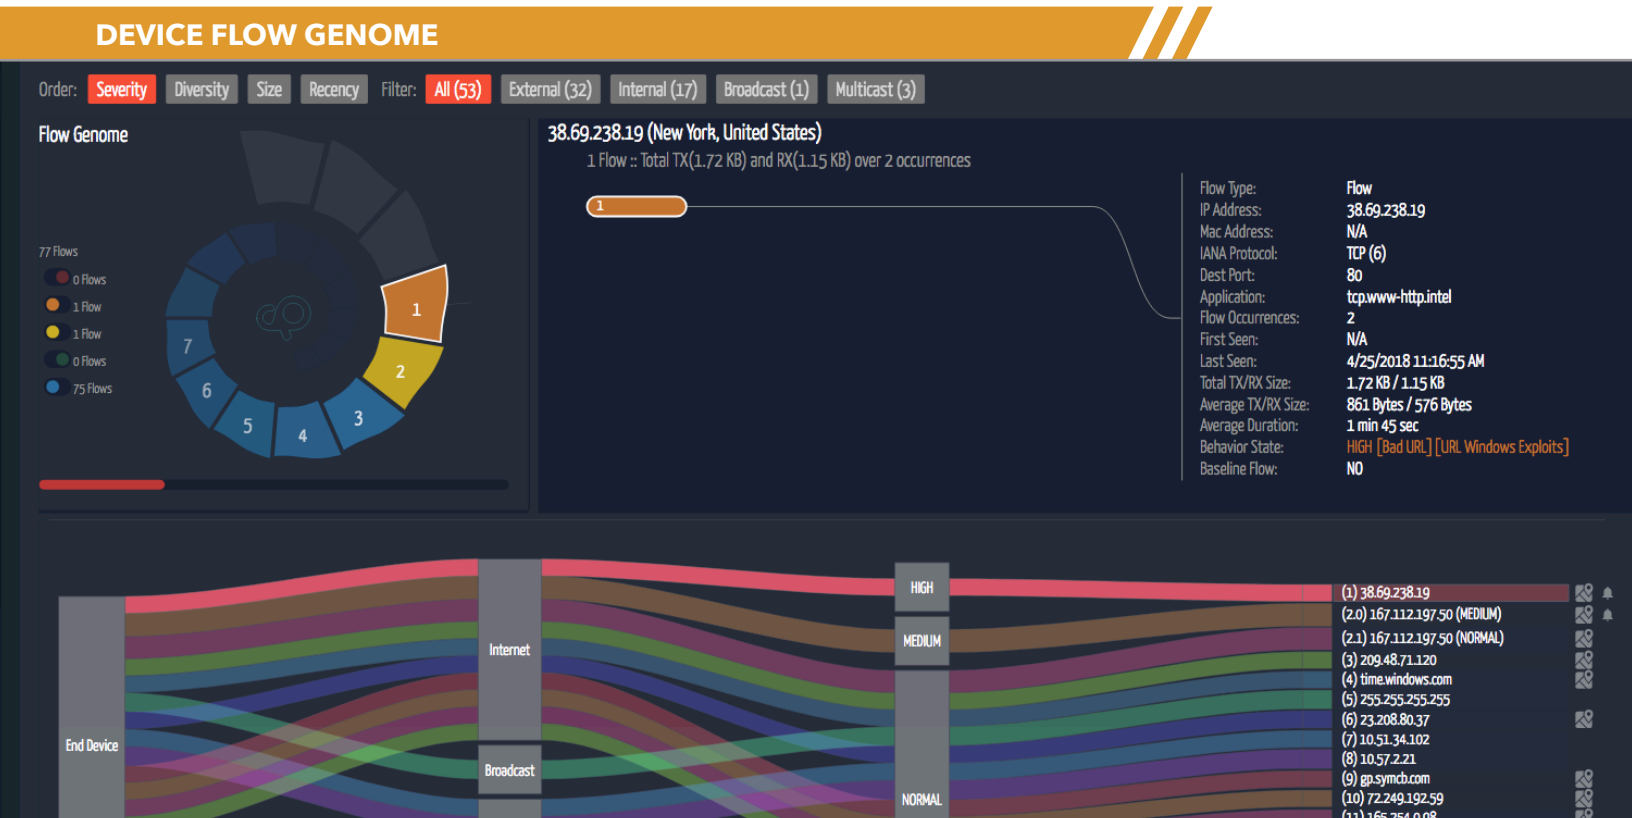 DEVICE FLOW GENOME
Order: Severity Diversity Size Recency Filter: All (53) External (32) Internal (17) Broadcast (1) Multicast (3)
Flow Genome
77 Flows
0 Flows
1 Flow
1 Flow
0 Flows
75 Flows
1
2
3
4
5
6
7
38.69.238.19 (New York, United States)
1 Flow :: Total TX(1.72 KB) and RX(1.15 KB) over 2 occurrences
1
Flow Type: Flow
IP Address: 38.69.238.19
Mac Address: N/A
IANA Protocol: TCP (6)
Dest Port: 80
Application: tcp.www-http.intel
Flow Occurrences: 2
First Seen: N/A
Last Seen: 4/25/2018 11:16:55 AM
Total TX/RX Size: 1.72 KB / 1.15 KB
Average TX/RX Size: 861 Bytes / 576 Bytes
Average Duration: 1 min 45 sec
Behavior State: HIGH [Bad URL] [URL Windows Exploits]
Baseline Flow: NO
End Device
Internet
Broadcast
HIGH
MEDIUM
NORMAL
(1) 38.69.238.19
(2.0) 167.112.197.50 (MEDIUM)
(2.1) 167.112.197.50 (NORMAL)
(3) 209.48.71.120
(4) time.windows.com
(5) 255.255.255.255
(6) 23.208.80.37
(7) 10.51.34.102
(8) 10.57.2.21
(9) gp.symcb.com
(10) 72.249.192.59